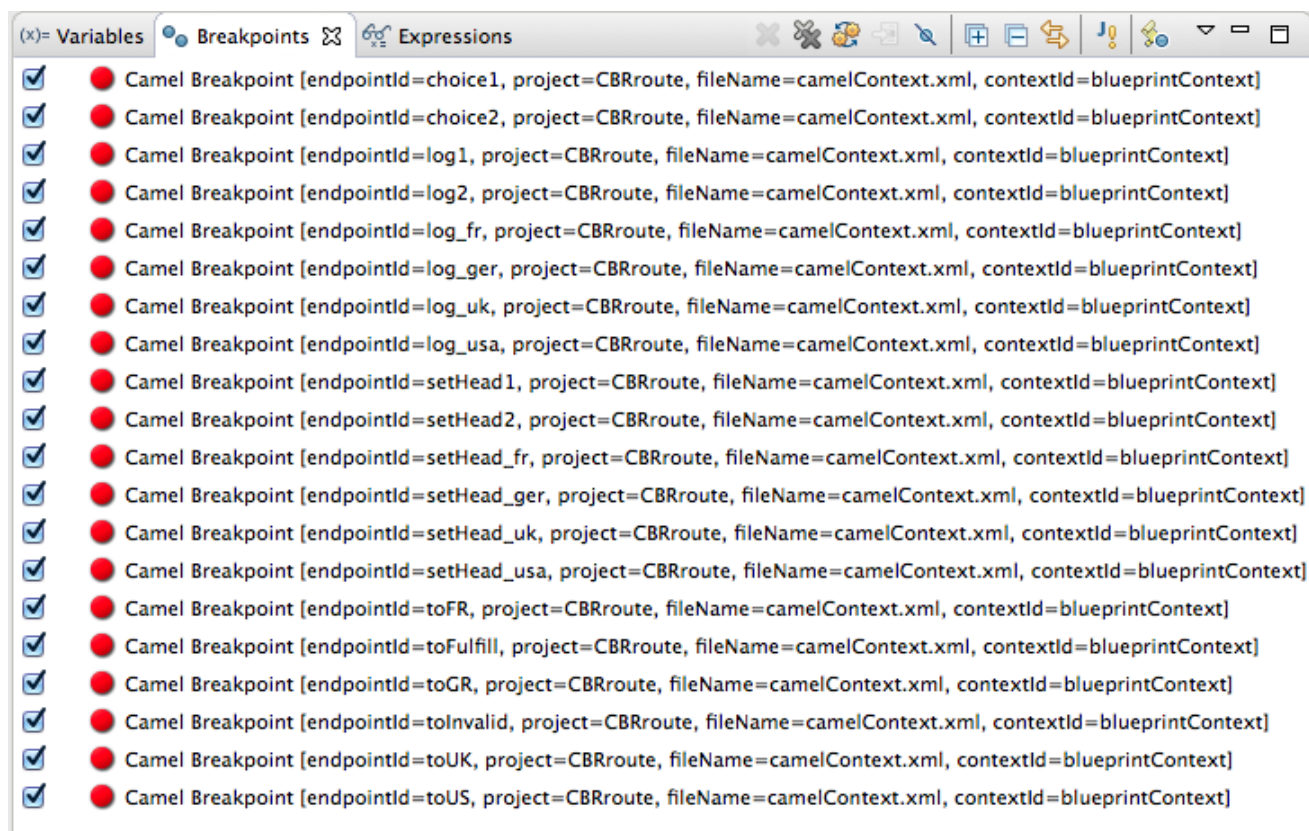 (x)= Variables Breakpoints Expressions
Camel Breakpoint [endpointId=choice1, project=CBRroute, fileName=camelContext.xml, contextId=blueprintContext]
Camel Breakpoint [endpointId=choice2, project=CBRroute, fileName=camelContext.xml, contextId=blueprintContext]
Camel Breakpoint [endpointId=log1, project=CBRroute, fileName=camelContext.xml, contextId=blueprintContext]
Camel Breakpoint [endpointId=log2, project=CBRroute, fileName=camelContext.xml, contextId=blueprintContext]
Camel Breakpoint [endpointId=log_fr, project=CBRroute, fileName=camelContext.xml, contextId=blueprintContext]
Camel Breakpoint [endpointId=log_ger, project=CBRroute, fileName=camelContext.xml, contextId=blueprintContext]
Camel Breakpoint [endpointId=log_uk, project=CBRroute, fileName=camelContext.xml, contextId=blueprintContext]
Camel Breakpoint [endpointId=log_usa, project=CBRroute, fileName=camelContext.xml, contextId=blueprintContext]
Camel Breakpoint [endpointId=setHead1, project=CBRroute, fileName=camelContext.xml, contextId=blueprintContext]
Camel Breakpoint [endpointId=setHead2, project=CBRroute, fileName=camelContext.xml, contextId=blueprintContext]
Camel Breakpoint [endpointId=setHead_fr, project=CBRroute, fileName=camelContext.xml, contextId=blueprintContext]
Camel Breakpoint [endpointId=setHead_ger, project=CBRroute, fileName=camelContext.xml, contextId=blueprintContext]
Camel Breakpoint [endpointId=setHead_uk, project=CBRroute, fileName=camelContext.xml, contextId=blueprintContext]
Camel Breakpoint [endpointId=setHead_usa, project=CBRroute, fileName=camelContext.xml, contextId=blueprintContext]
Camel Breakpoint [endpointId=toFR, project=CBRroute, fileName=camelContext.xml, contextId=blueprintContext]
Camel Breakpoint [endpointId=toFulfill, project=CBRroute, fileName=camelContext.xml, contextId=blueprintContext]
Camel Breakpoint [endpointId=toGR, project=CBRroute, fileName=camelContext.xml, contextId=blueprintContext]
Camel Breakpoint [endpointId=toInvalid, project=CBRroute, fileName=camelContext.xml, contextId=blueprintContext]
Camel Breakpoint [endpointId=toUK, project=CBRroute, fileName=camelContext.xml, contextId=blueprintContext]
Camel Breakpoint [endpointId=toUS, project=CBRroute, fileName=camelContext.xml, contextId=blueprintContext]